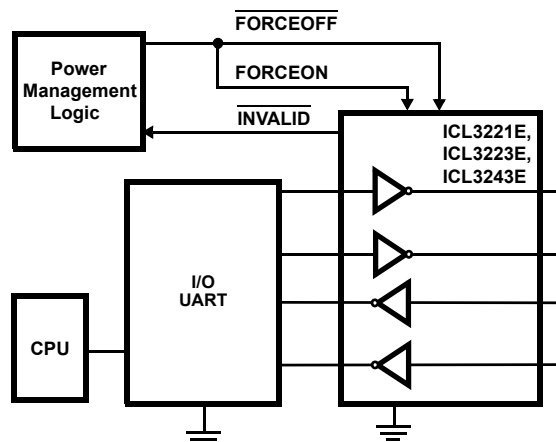 FORCEOFF
Power
Management
Logic
FORCEON
INVALID
ICL3221E,
ICL3223E,
ICL3243E
I/O
UART
CPU